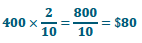 400 × 2/10 = 800/10 = $80